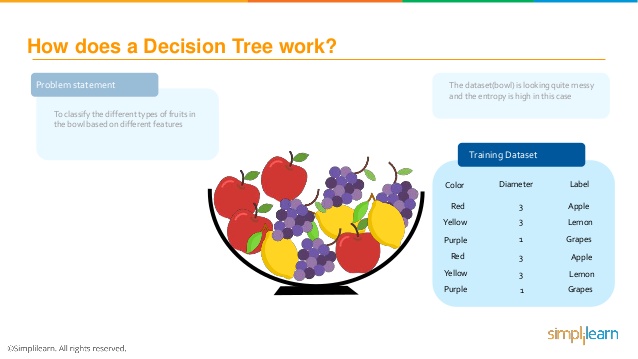 How does a Decision Tree work?
Problem statement
To classify the different types of fruits in
the bowl based on different features
The dataset(bowl) is looking quite messy
and the entropy is high in this case
Training Dataset
Color Diameter Label
Red 3 Apple
Yellow 3 Lemon
Purple 1 Grapes
Red 3 Apple
Yellow 3 Lemon
Purple 1 Grapes
simplilearn
©Simplilearn. All rights reserved.